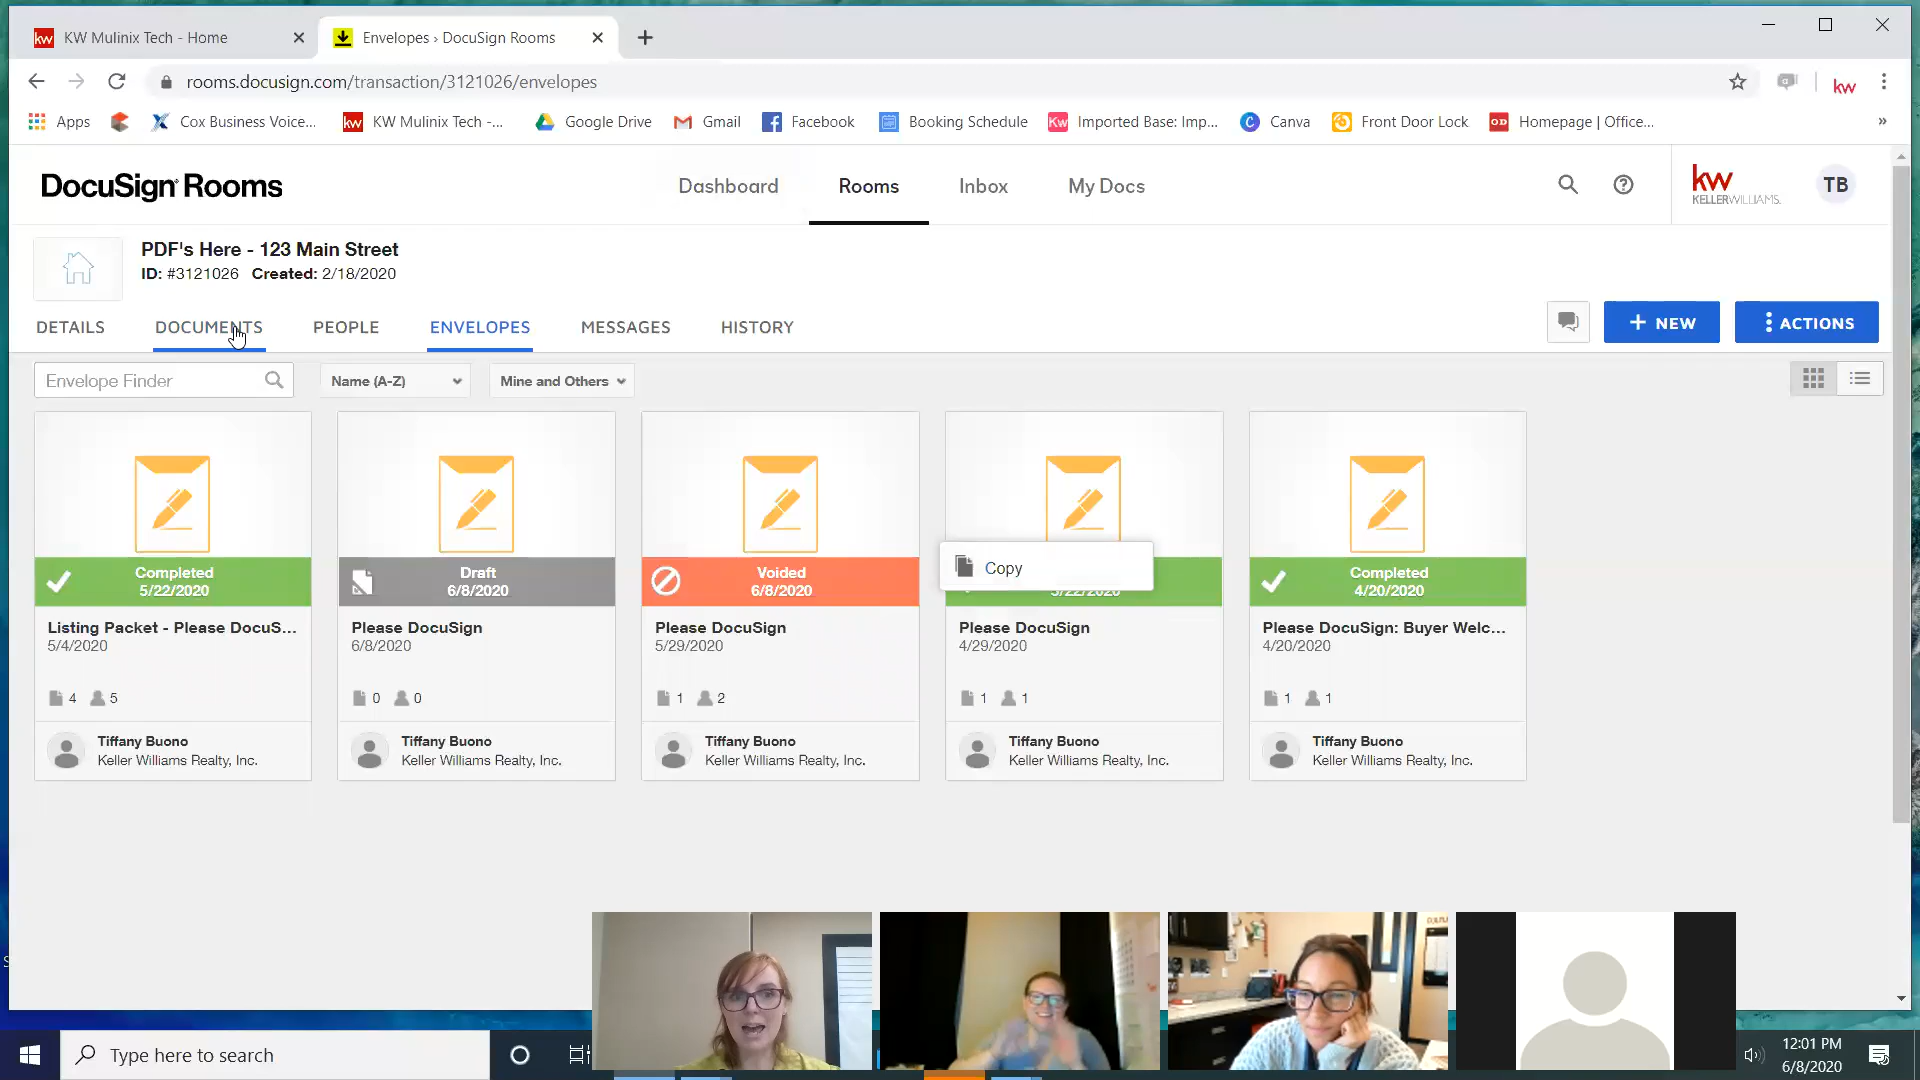 KW Mulinix Tech - Home
Envelopes › DocuSign Rooms
rooms.docusign.com/transaction/3121026/envelopes
Apps
Cox Business Voice...
kw
KW Mulinix Tech -...
Google Drive
Gmail
Facebook
Booking Schedule
Kw
Imported Base: Imp...
Canva
Front Door Lock
OD
Homepage | Office...
»
DocuSign Rooms
Dashboard
Rooms
Inbox
My Docs
kw
KELLERWILLIAMS.
TB
PDF's Here - 123 Main Street
ID: #3121026 Created: 2/18/2020
DETAILS
DOCUMENTS
PEOPLE
ENVELOPES
MESSAGES
HISTORY
+ NEW
ACTIONS
Envelope Finder
Name (A-Z)
Mine and Others
Completed
5/22/2020
Listing Packet - Please DocuS...
5/4/2020
4 5
Tiffany Buono
Keller Williams Realty, Inc.
Draft
6/8/2020
Please DocuSign
6/8/2020
0 0
Tiffany Buono
Keller Williams Realty, Inc.
Voided
6/8/2020
Please DocuSign
5/29/2020
1 2
Tiffany Buono
Keller Williams Realty, Inc.
Copy
5/22/2020
Please DocuSign
4/29/2020
1 1
Tiffany Buono
Keller Williams Realty, Inc.
Completed
4/20/2020
Please DocuSign: Buyer Welc...
4/20/2020
1 1
Tiffany Buono
Keller Williams Realty, Inc.
Type here to search
12:01 PM
6/8/2020